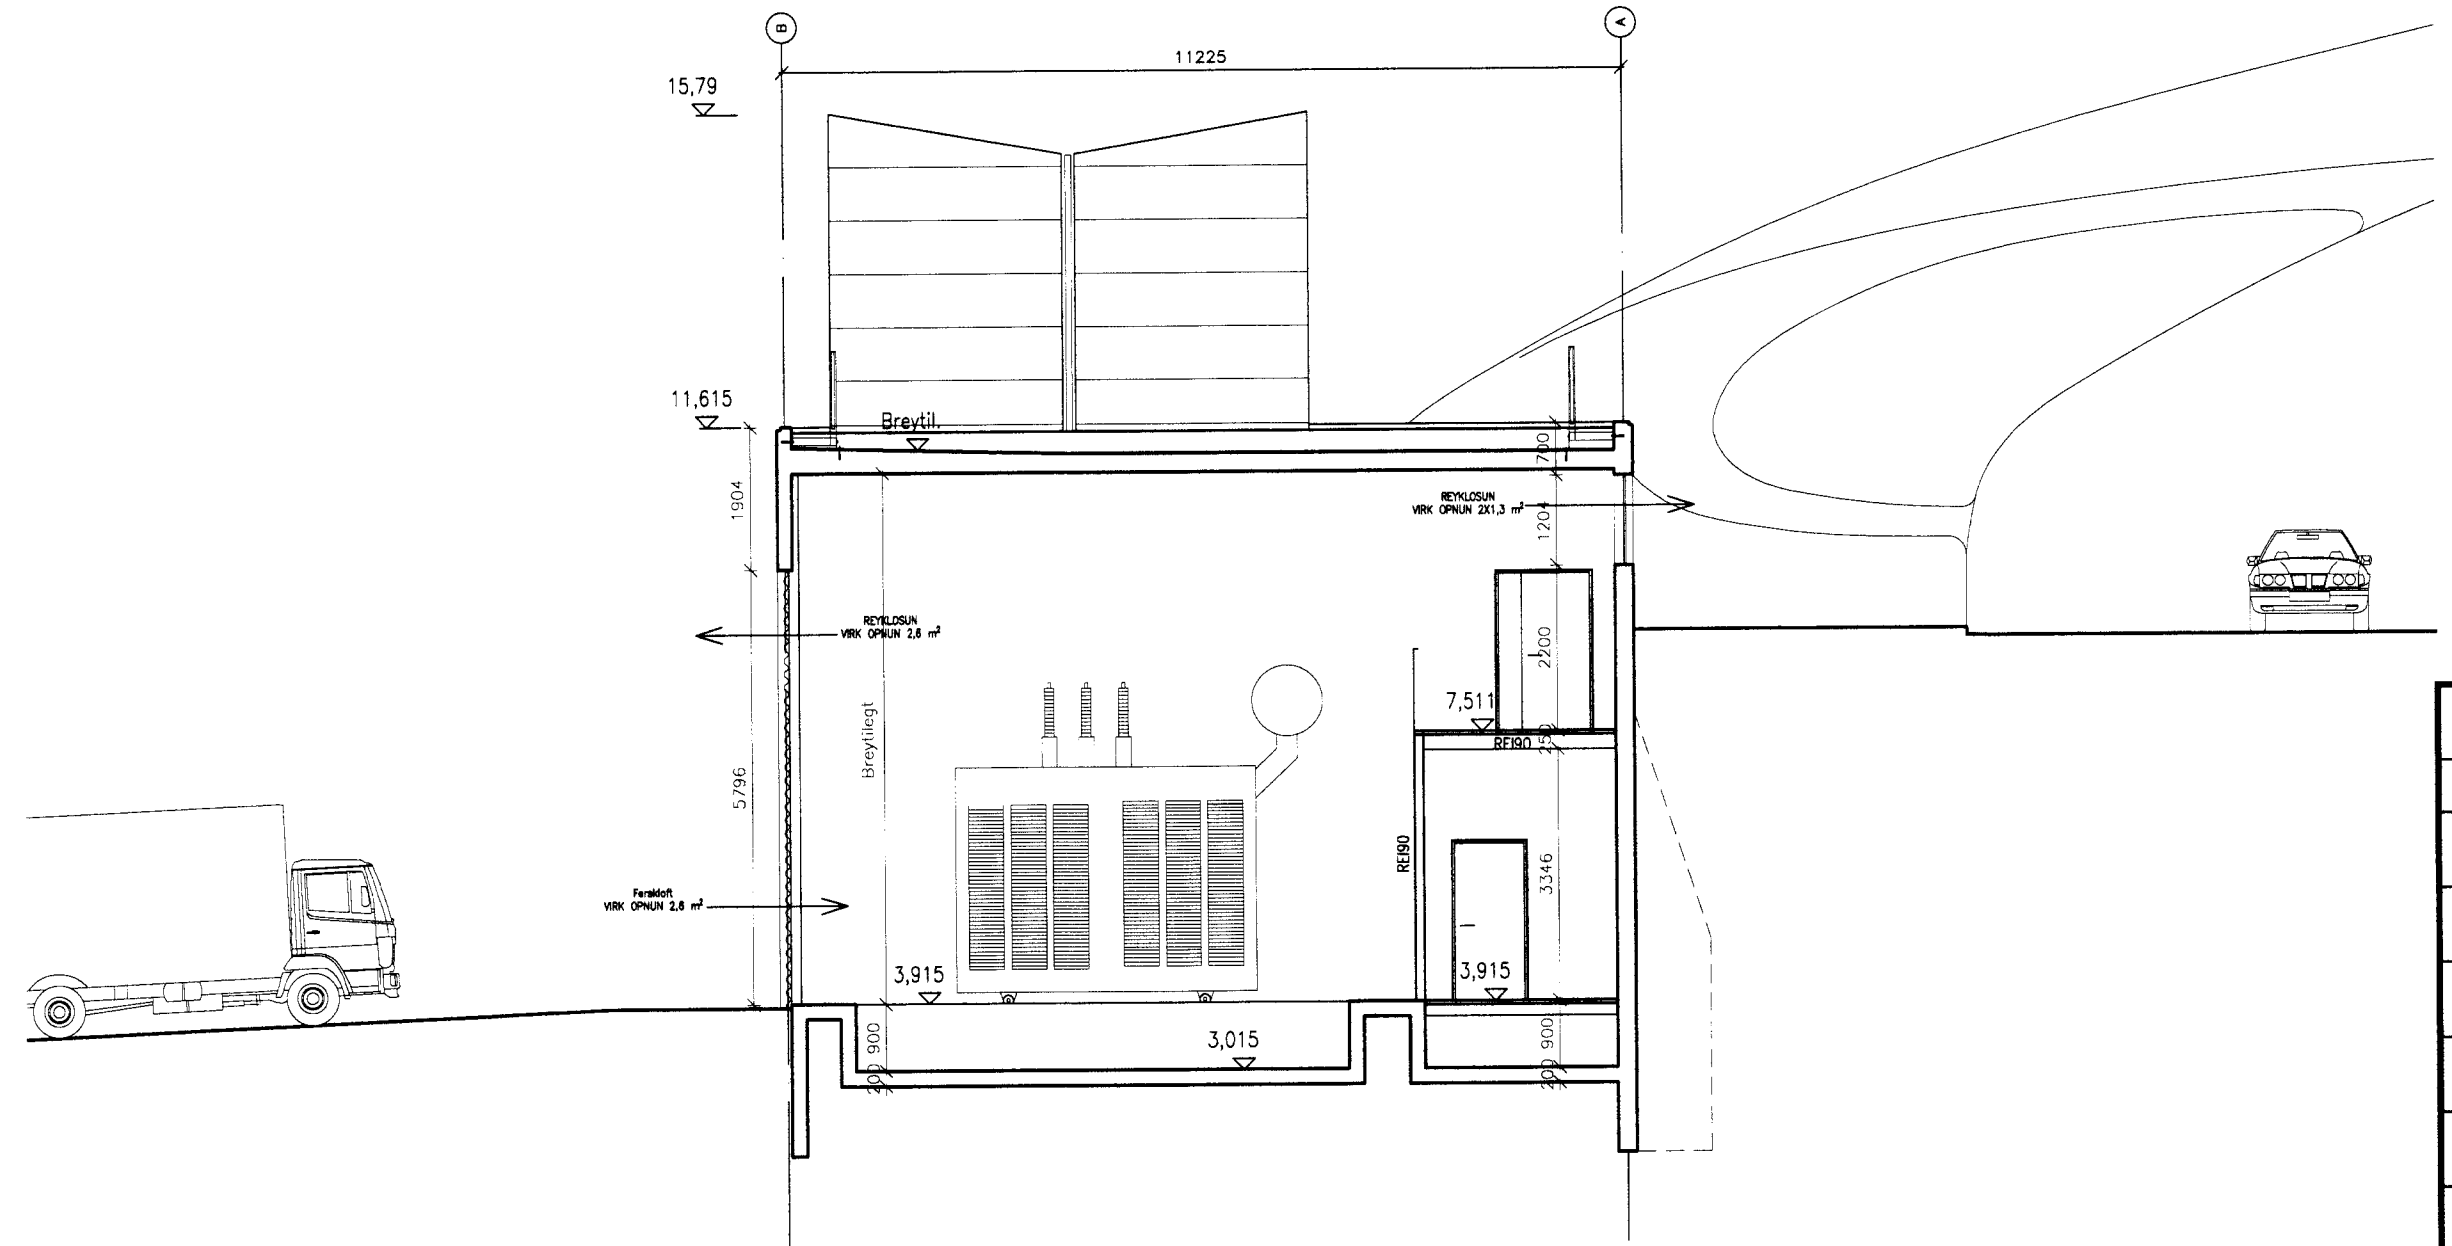 B
A
11225
15,79
11,615
Breytil.
700
1904
REYKLOSUN
VIRK OPNUN 2X1,3 m²
1204
REYKLOSUN
VIRK OPNUN 2,6 m²
2200
7,511
Breytilegt
REI90
250
5796
REI90
3346
Ferskloft
VIRK OPNUN 2,6 m²
3,915
3,915
900
3,015
900
200
200